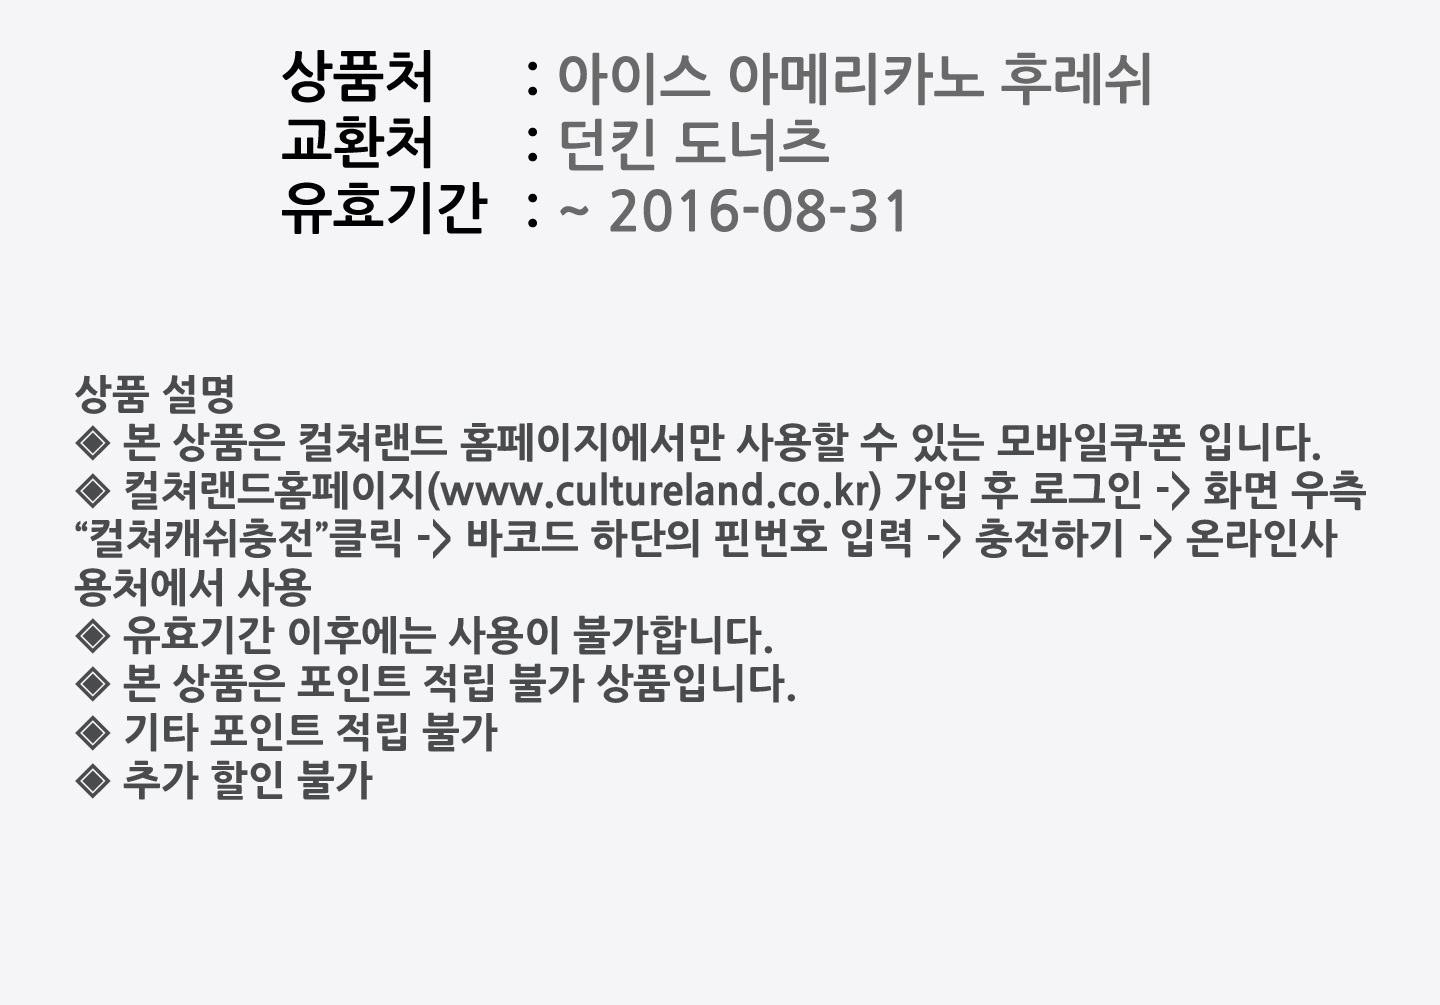 상품처 : 아이스 아메리카노 후레쉬
교환처 : 던킨 도너츠
유효기간 : ~ 2016-08-31
상품 설명
◈ 본 상품은 컬쳐랜드 홈페이지에서만 사용할 수 있는 모바일쿠폰 입니다.
◈ 컬쳐랜드홈페이지(www.cultureland.co.kr) 가입 후 로그인 -> 화면 우측
“컬쳐캐쉬충전”클릭 -> 바코드 하단의 핀번호 입력 -> 충전하기 -> 온라인사
용처에서 사용
◈ 유효기간 이후에는 사용이 불가합니다.
◈ 본 상품은 포인트 적립 불가 상품입니다.
◈ 기타 포인트 적립 불가
◈ 추가 할인 불가